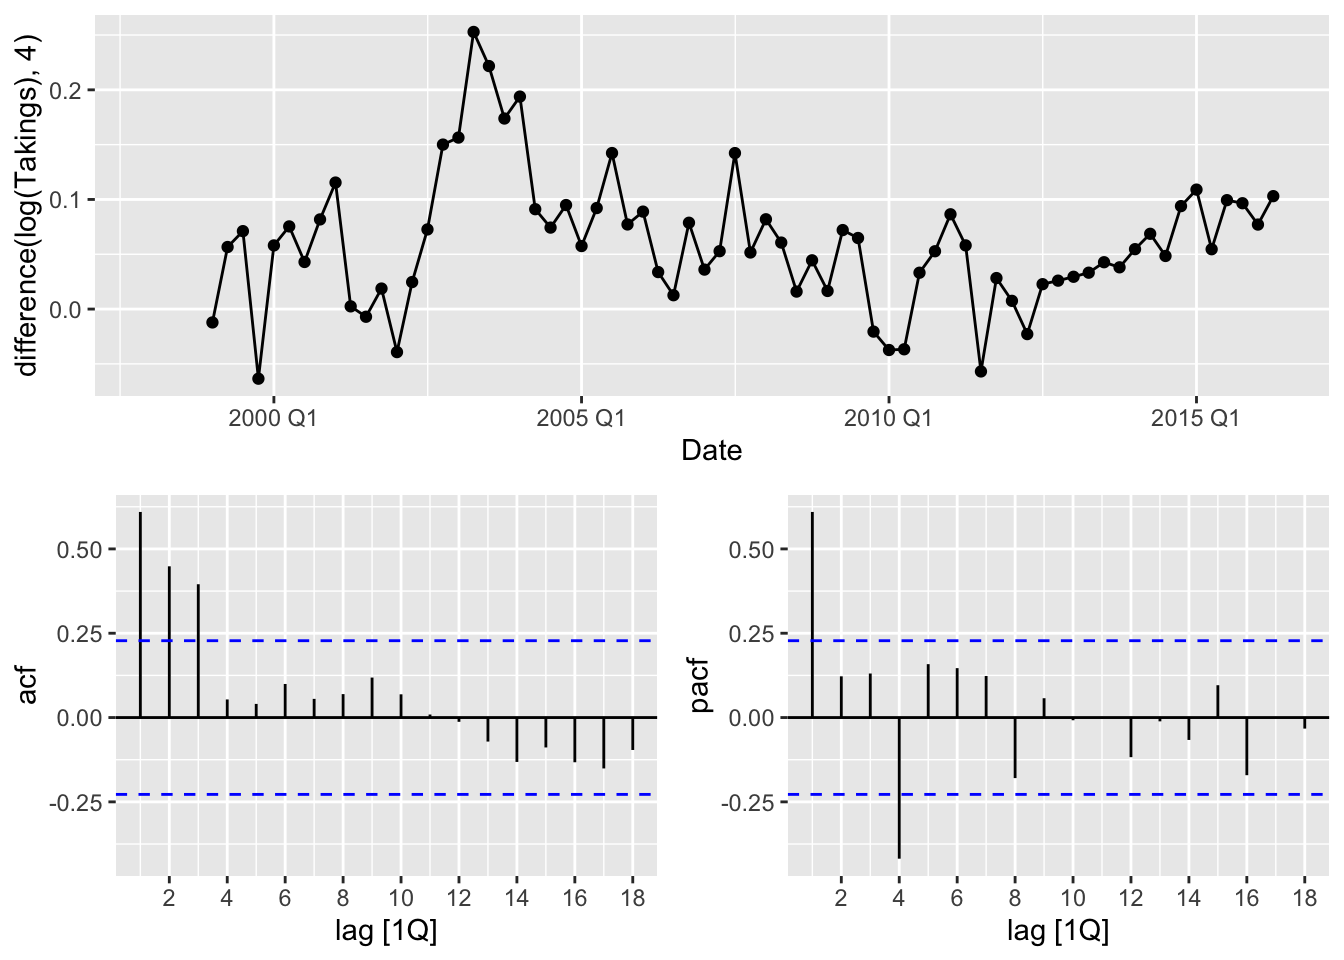 difference(log(Takings), 4)
0.2
0.1
0.0
2000 Q1 2005 Q1 2010 Q1 2015 Q1
Date
acf
0.50
0.25
0.00
-0.25
2 4 6 8 10 12 14 16 18
lag [1Q]
pacf
0.50
0.25
0.00
-0.25
2 4 6 8 10 12 14 16 18
lag [1Q]